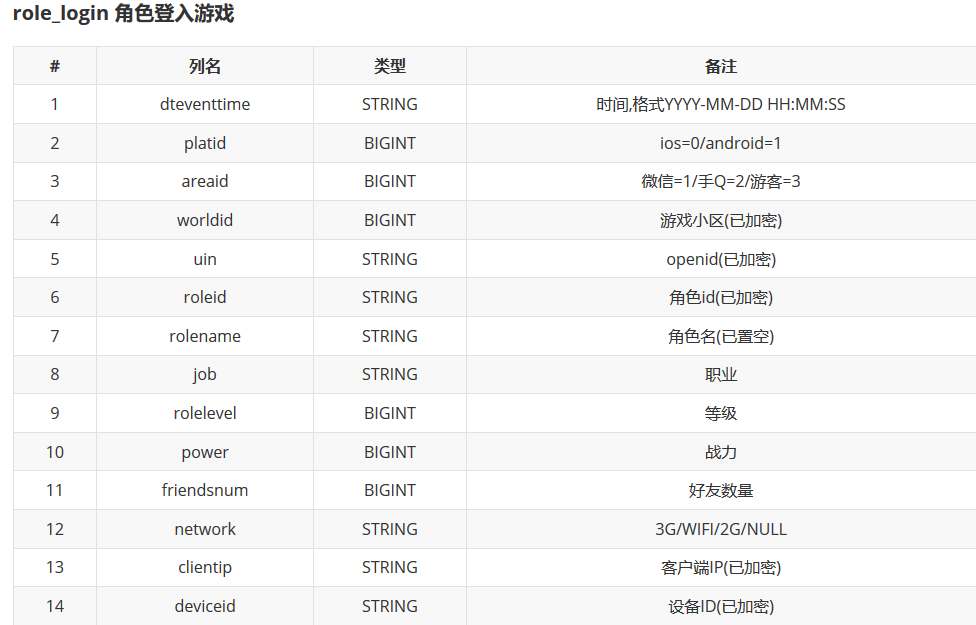 role_login 角色登入游戏
# 列名 类型 备注
1 dteventtime STRING 时间,格式YYYY-MM-DD HH:MM:SS
2 platid BIGINT ios=0/android=1
3 areaid BIGINT 微信=1/手Q=2/游客=3
4 worldid BIGINT 游戏小区(已加密)
5 uin STRING openid(已加密)
6 roleid STRING 角色id(已加密)
7 rolename STRING 角色名(已置空)
8 job STRING 职业
9 rolelevel BIGINT 等级
10 power BIGINT 战力
11 friendsnum BIGINT 好友数量
12 network STRING 3G/WIFI/2G/NULL
13 clientip STRING 客户端IP(已加密)
14 deviceid STRING 设备ID(已加密)